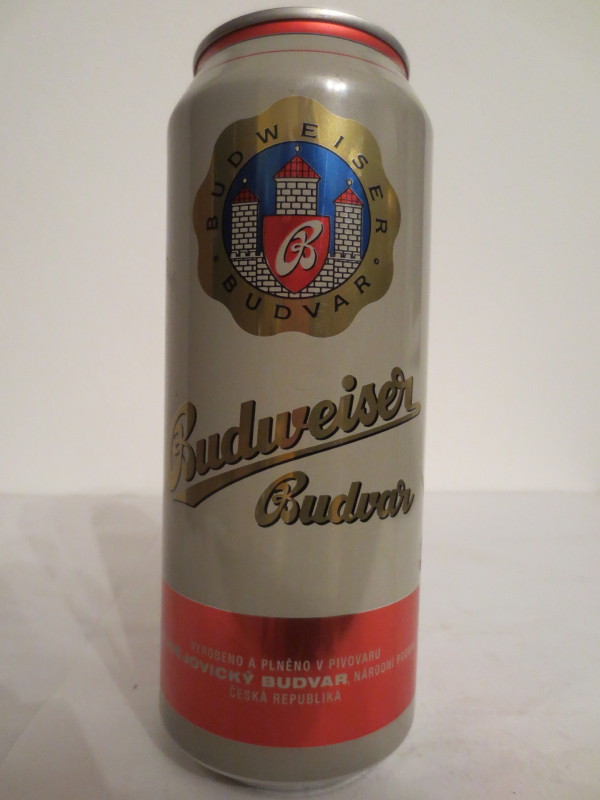 BUDWEISER
BUDVAR
B
Budweiser
Budvar
VYROBENO A PLNĚNO V PIVOVARU
BUDVAR, NÁRODNÍ
ČESKÁ REPUBLIKA